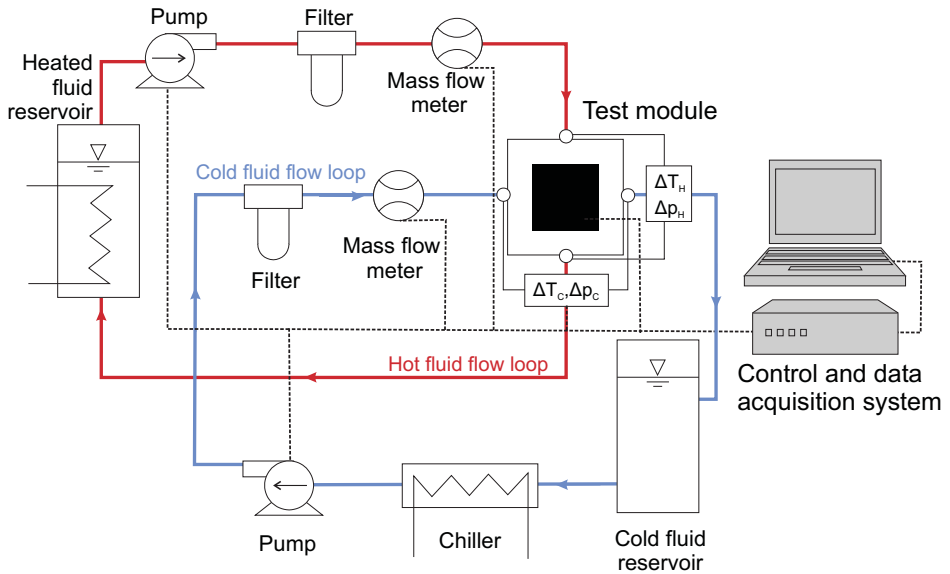 Pump
Filter
Heated
fluid
reservoir
Mass flow
meter
Test module
Cold fluid flow loop
ΔT_H
Δp_H
Filter
Mass flow
meter
ΔT_C,Δp_C
Hot fluid flow loop
Control and data
acquisition system
Pump
Chiller
Cold fluid
reservoir